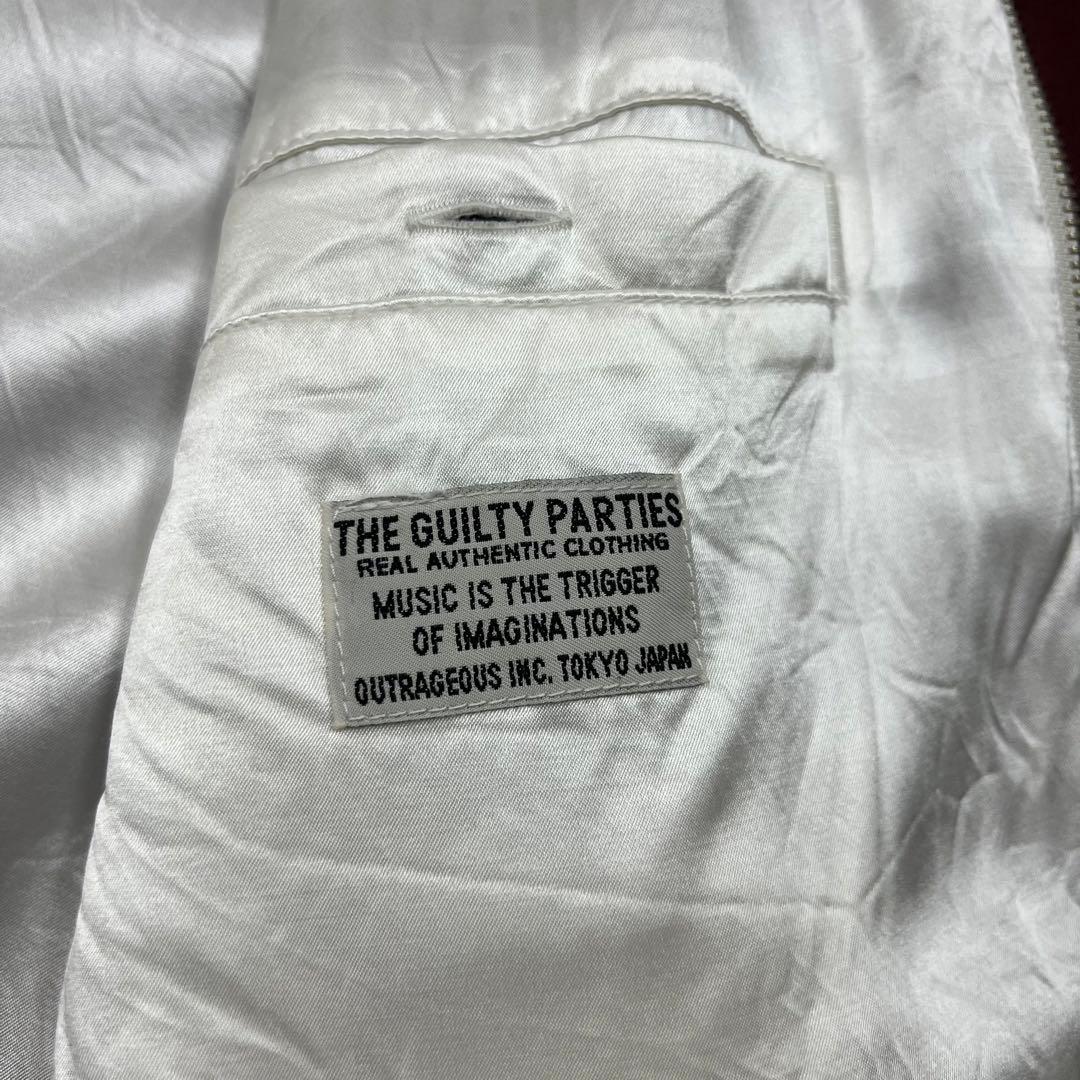 THE GUILTY PARTIES
REAL AUTHENTIC CLOTHING
MUSIC IS THE TRIGGER
OF IMAGINATIONS
OUTRAGEOUS INC. TOKYO JAPAN